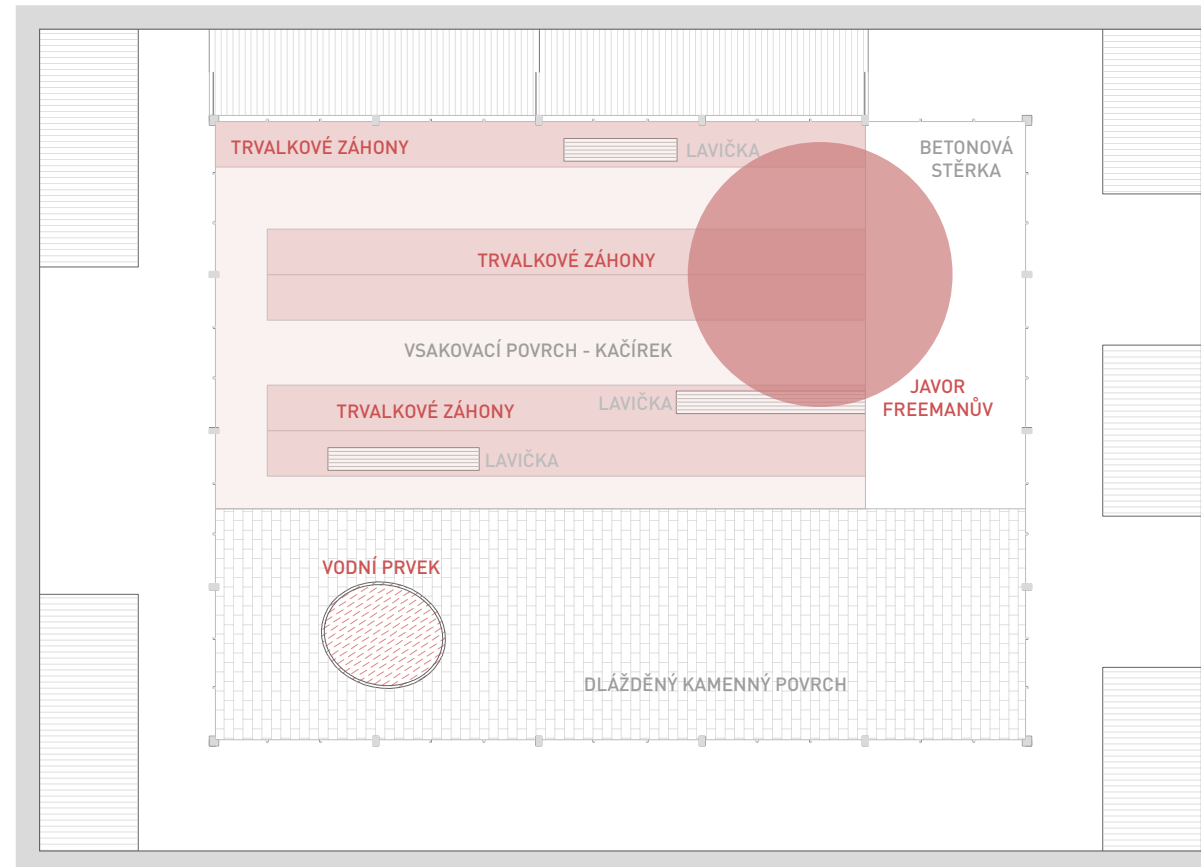 TRVALKOVÉ ZÁHONY
LAVIČKA
BETONOVÁ
STĚRKA
TRVALKOVÉ ZÁHONY
VSAKOVACÍ POVRCH - KAČÍREK
JAVOR
FREEMANŮV
LAVIČKA
TRVALKOVÉ ZÁHONY
LAVIČKA
VODNÍ PRVEK
DLÁŽDĚNÝ KAMENNÝ POVRCH